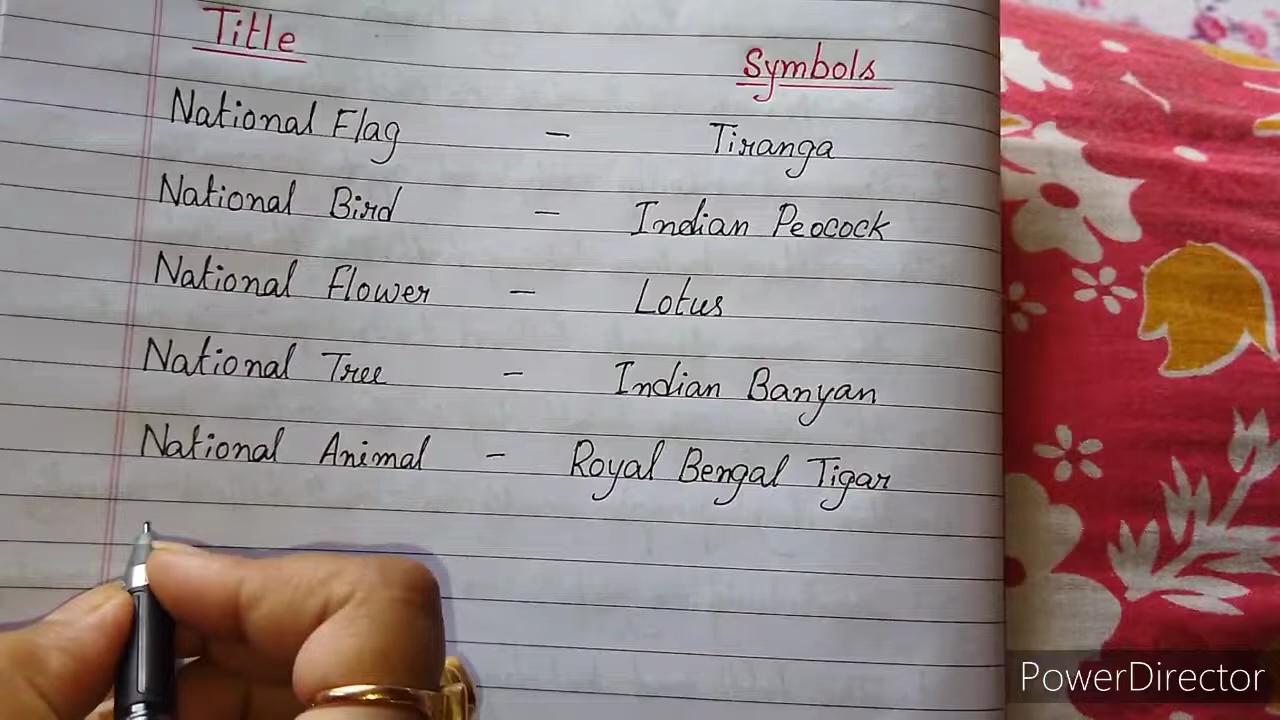 Title Symbols
National Flag - Tiranga
National Bird - Indian Peocock
National Flower - Lotus
National Tree - Indian Banyan
National Animal - Royal Bengal Tigar
PowerDirector